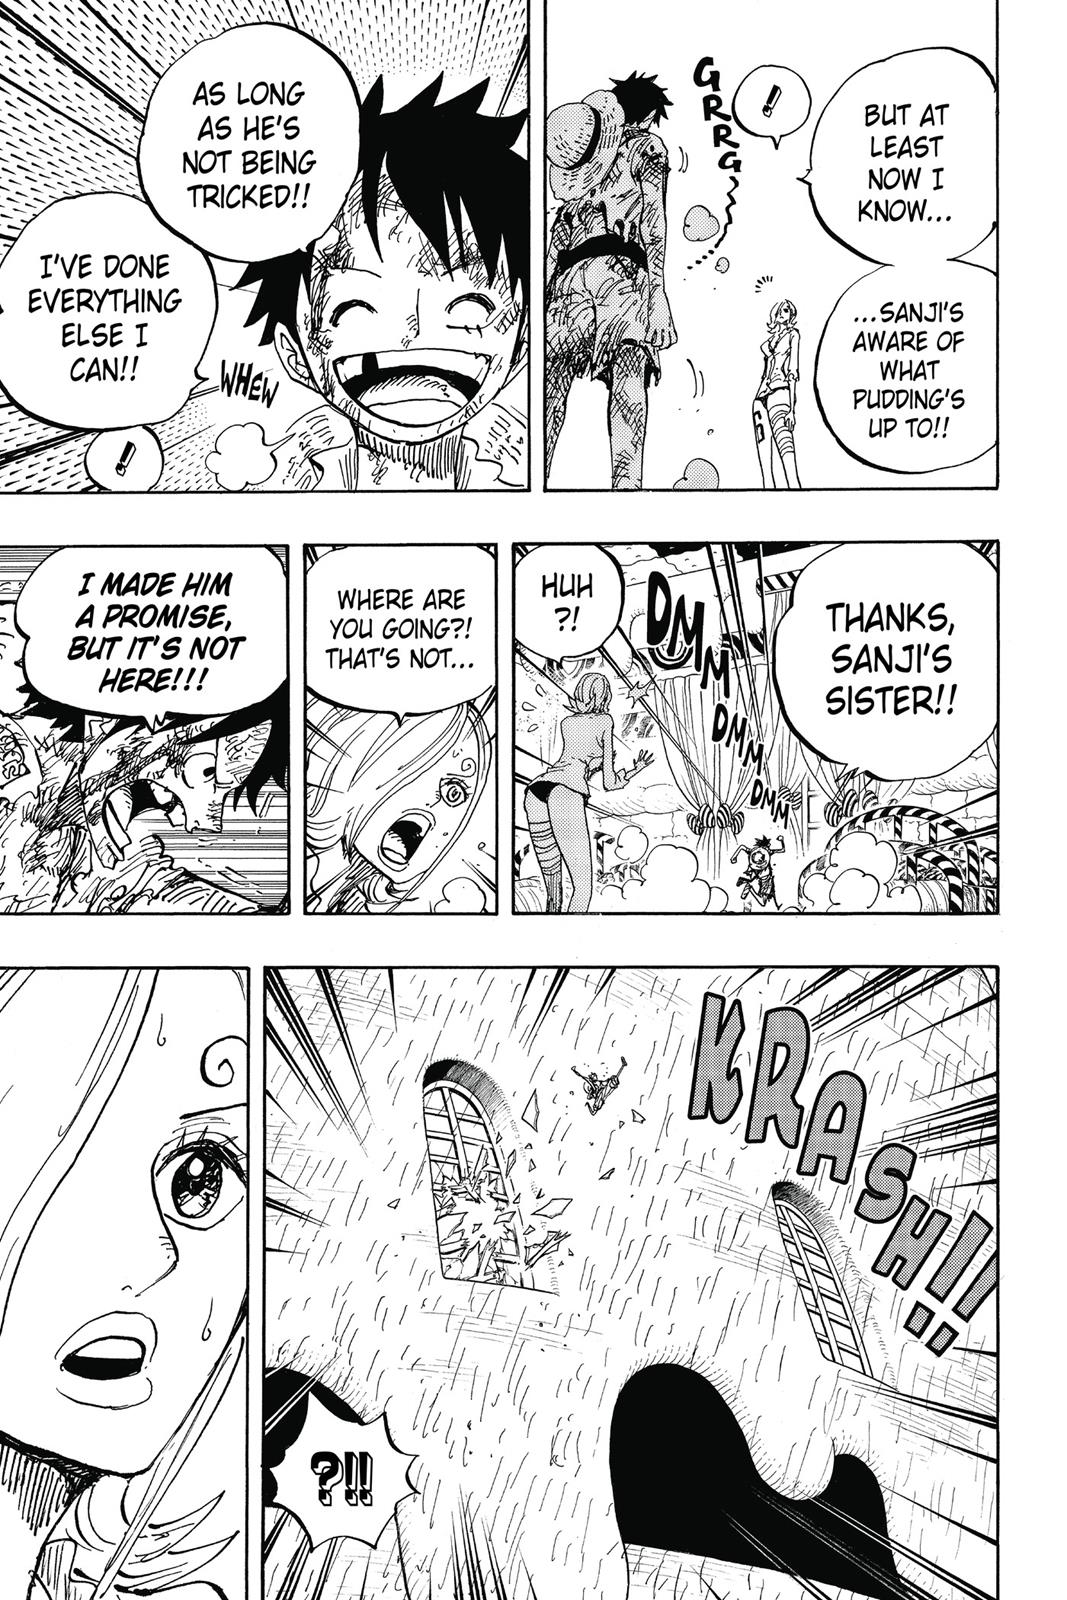 BUT AT
LEAST
NOW I
KNOW...
...SANJI'S
AWARE OF
WHAT
PUDDING'S
UP TO!!
!
GRRG
AS LONG
AS HE'S
NOT BEING
TRICKED!!
I'VE DONE
EVERYTHING
ELSE I
CAN!!
WHEW
!
THANKS,
SANJI'S
SISTER!!
HUH
?!
DMM
DMM
DMM
WHERE ARE
YOU GOING?!
THAT'S NOT...
I MADE HIM
A PROMISE,
BUT IT'S NOT
HERE!!!
KRASH!!
?!!